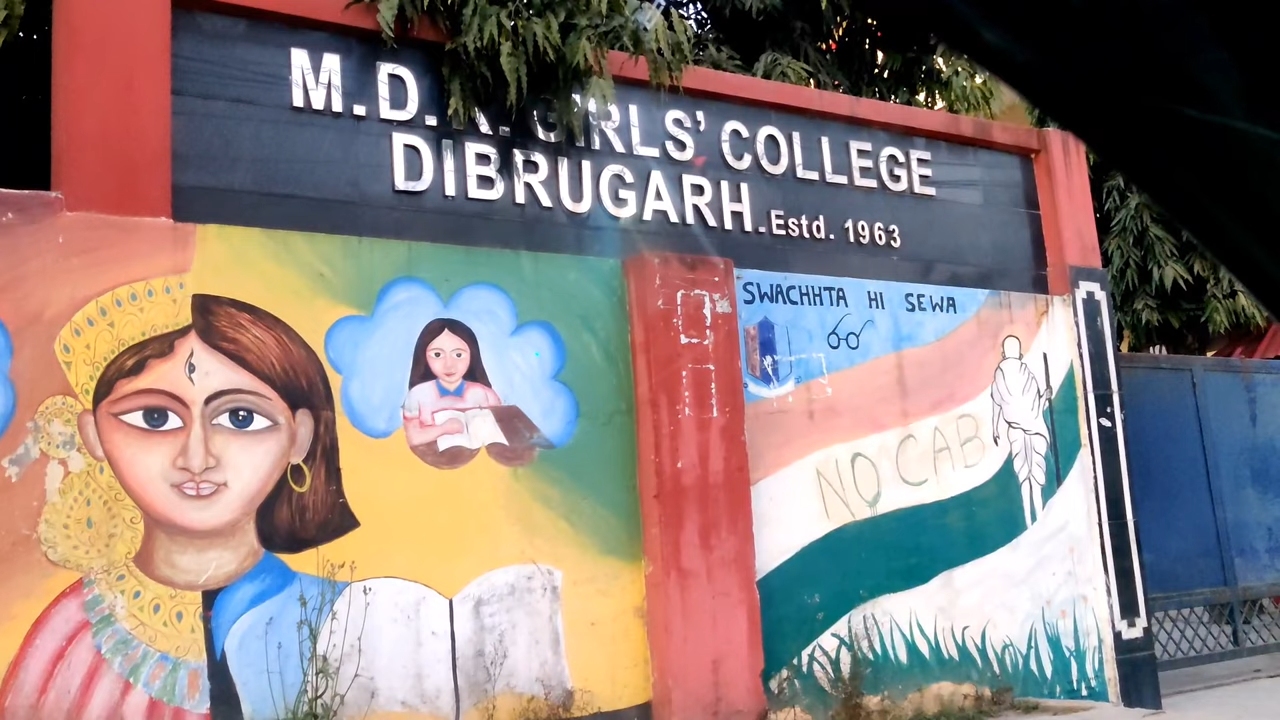 M.D.K. GIRLS' COLLEGE
DIBRUGARH. Estd. 1963
SWACHHTA HI SEWA
NO CAB